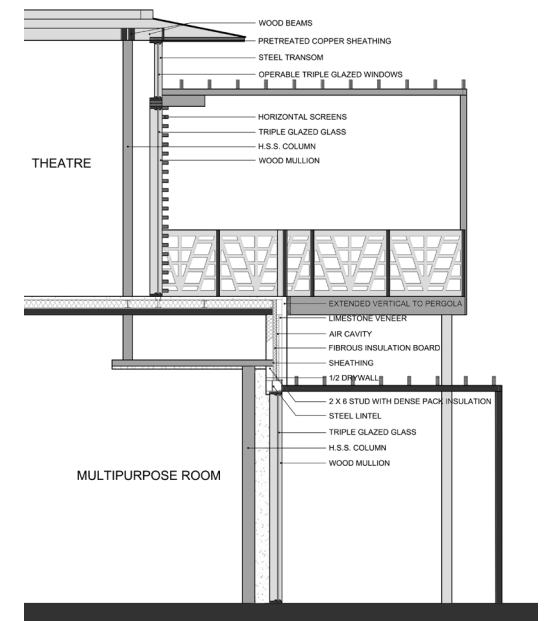 WOOD BEAMS
PRETREATED COPPER SHEATHING
STEEL TRANSOM
OPERABLE TRIPLE GLAZED WINDOWS
HORIZONTAL SCREENS
TRIPLE GLAZED GLASS
H.S.S. COLUMN
WOOD MULLION
THEATRE
EXTENDED VERTICAL TO PERGOLA
LIMESTONE VENEER
AIR CAVITY
FIBROUS INSULATION BOARD
SHEATHING
1/2 DRYWALL
2 X 6 STUD WITH DENSE PACK INSULATION
STEEL LINTEL
TRIPLE GLAZED GLASS
H.S.S. COLUMN
WOOD MULLION
MULTIPURPOSE ROOM